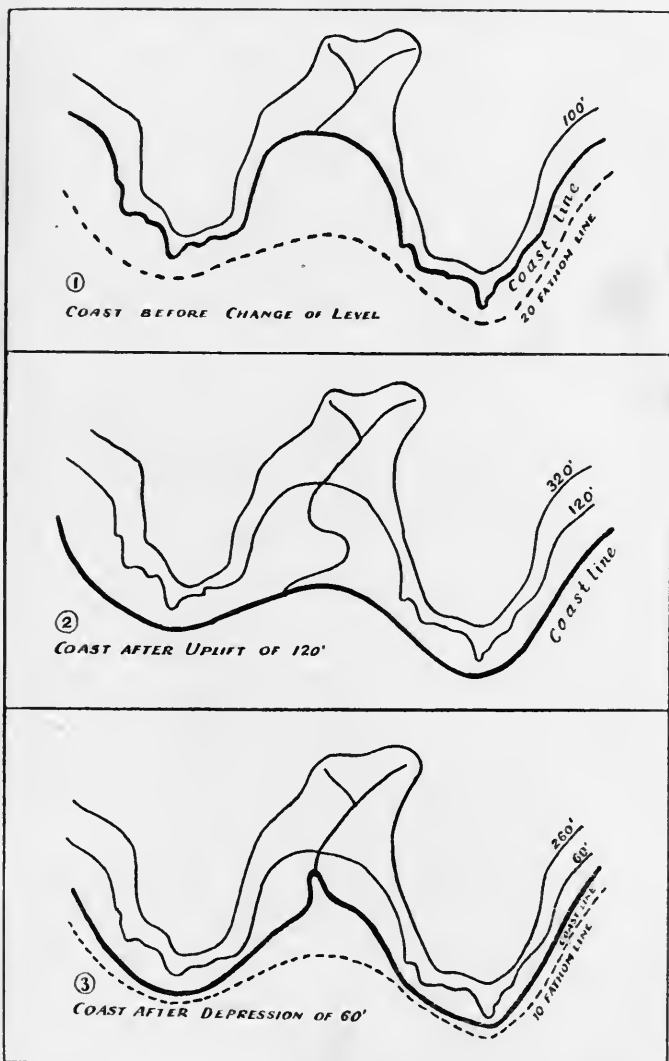 100'
Coast line
20 FATHOM LINE
①
COAST BEFORE CHANGE OF LEVEL
320'
120'
Coast line
②
COAST AFTER UPLIFT OF 120'
260'
60'
COAST LINE
10 FATHOM LINE
③
COAST AFTER DEPRESSION OF 60'